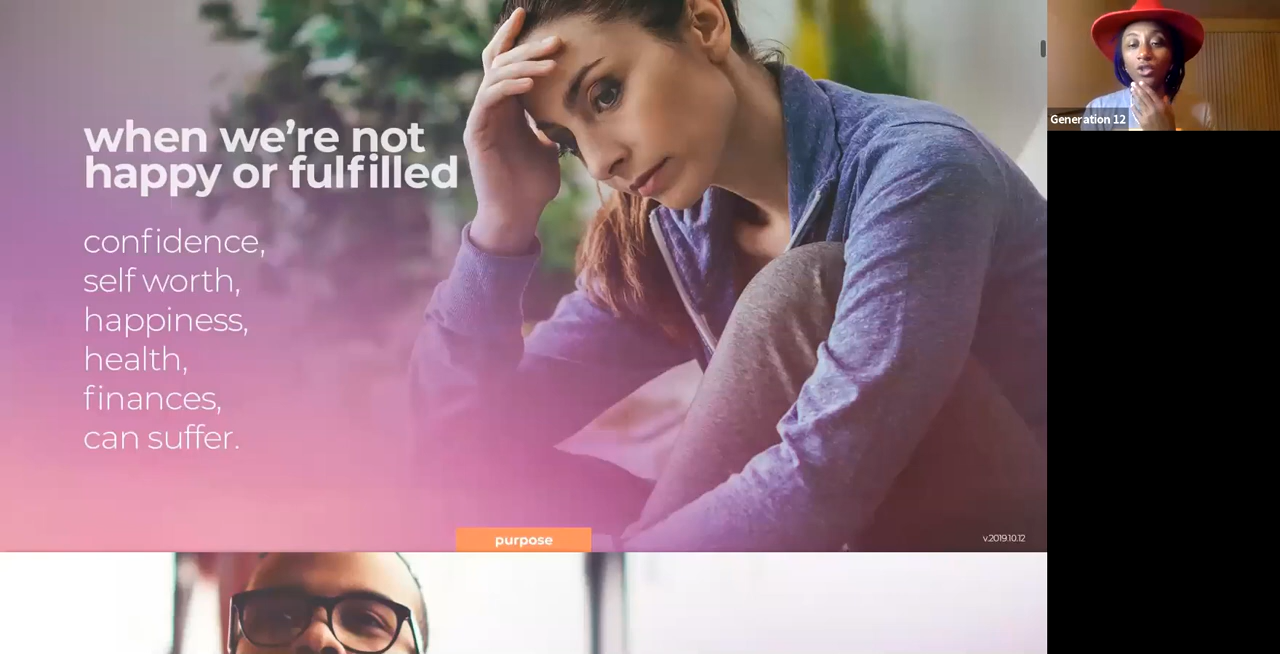 when we're not
happy or fulfilled
confidence,
self worth,
happiness,
health,
finances,
can suffer.
purpose
v.2019.10.12
Generation 12